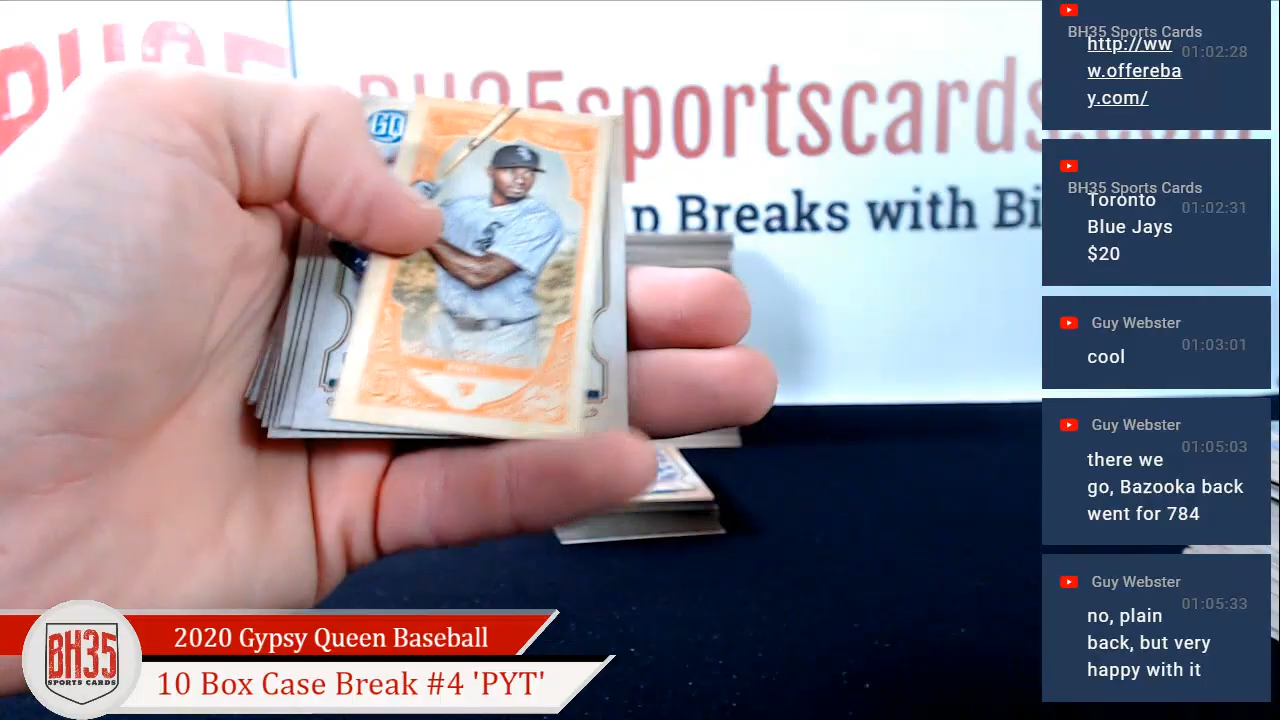 BH35sportscards
p Breaks with Bi
GQ
BH35 Sports Cards
http://ww
w.offereba
y.com/
01:02:28
BH35 Sports Cards
Toronto
Blue Jays
$20
01:02:31
Guy Webster
cool
01:03:01
Guy Webster
there we
go, Bazooka back
went for 784
01:05:03
Guy Webster
no, plain
back, but very
happy with it
01:05:33
BH35
SPORTS CARDS
2020 Gypsy Queen Baseball
10 Box Case Break #4 'PYT'